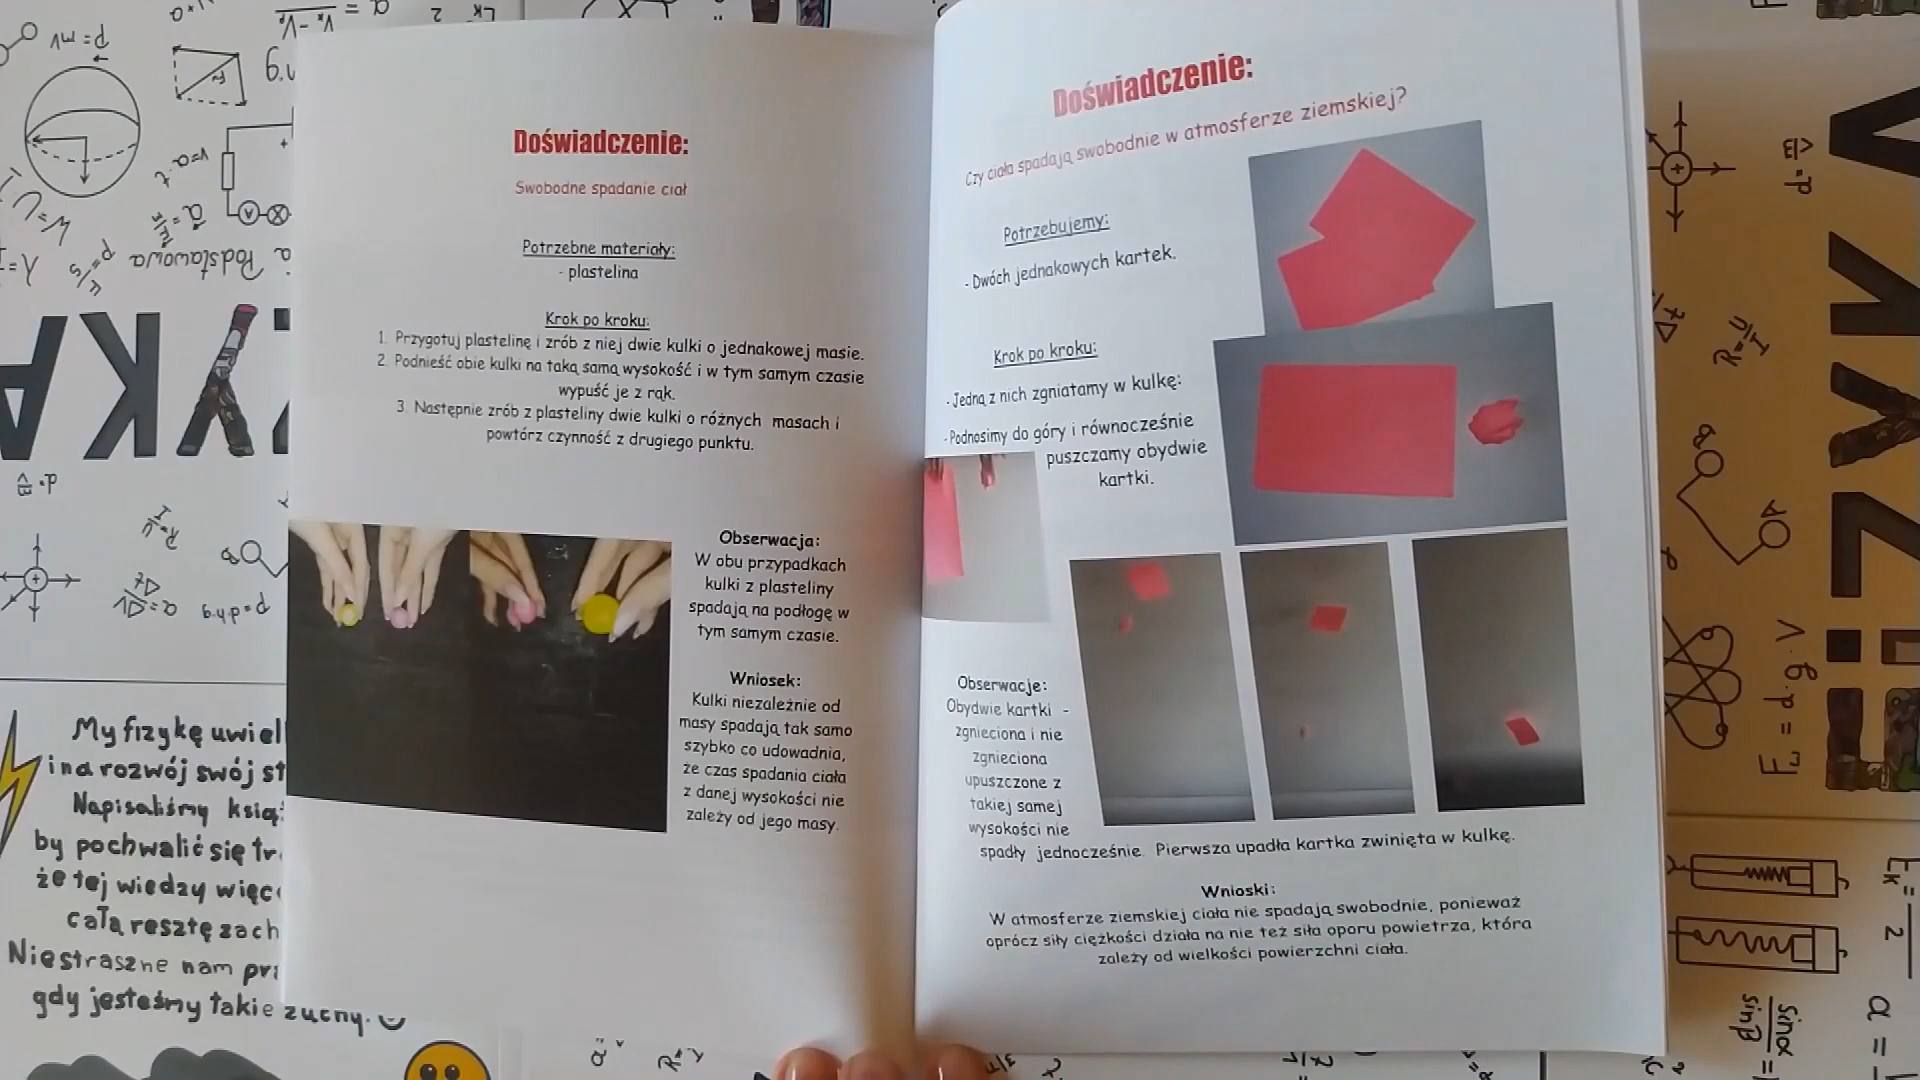 Doświadczenie:
Swobodne spadanie ciał
Potrzebne materiały:
- plastelina
Krok po kroku:
1. Przygotuj plastelinę i zrób z niej dwie kulki o jednakowej masie.
2. Podnieść obie kulki na taką samą wysokość i w tym samym czasie
wypuść je z rąk.
3. Następnie zrób z plasteliny dwie kulki o różnych masach i
powtórz czynność z drugiego punktu.
Obserwacja:
W obu przypadkach
kulki z plasteliny
spadają na podłogę w
tym samym czasie.
Wniosek:
Kulki niezależnie od
masy spadają tak samo
szybko co udowadnia,
że czas spadania ciała
z danej wysokości nie
zależy od jego masy.
Doświadczenie:
Czy ciała spadają swobodnie w atmosferze ziemskiej?
Potrzebujemy:
- Dwóch jednakowych kartek.
Krok po kroku:
- Jedną z nich zgniatamy w kulkę:
- Podnosimy do góry i równocześnie
puszczamy obydwie
kartki.
Obserwacje:
Obydwie kartki -
zgnieciona i nie
zgnieciona
upuszczone z
takiej samej
wysokości nie
spadły jednocześnie. Pierwsza upadła kartka zwinięta w kulkę.
Wnioski:
W atmosferze ziemskiej ciała nie spadają swobodnie, ponieważ
oprócz siły ciężkości działa na nie też siła oporu powietrza, która
zależy od wielkości powierzchni ciała.
My fizykę uwiel
i na rozwój swój st
Napisaliśmy ksią
by pochwalić się tr
że tej wiedzy więc
całą resztę zach
Niestraszne nam pr
gdy jesteśmy takie zuchy.
p = mV
Podstawowa
p=d·h·g
R=U/I
Fw = d·g·V
sinα
sinβ